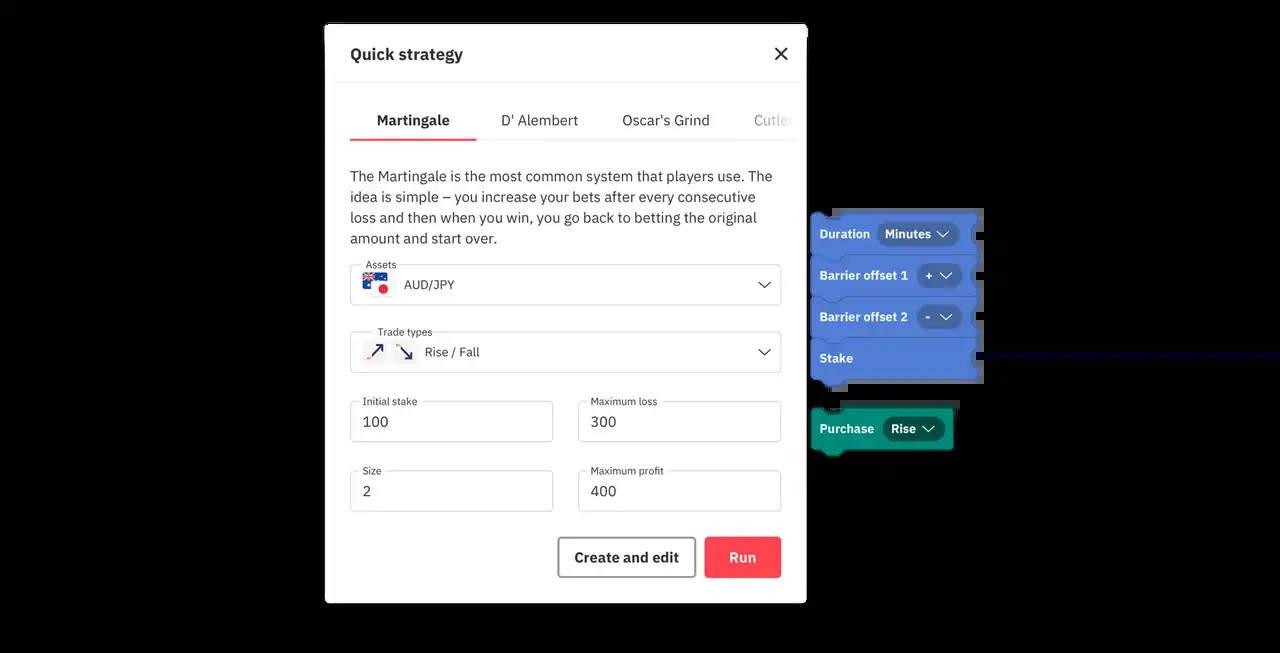 Quick strategy
Martingale
D' Alembert
Oscar's Grind
The Martingale is the most common system that players use. The
idea is simple – you increase your bets after every consecutive
loss and then when you win, you go back to betting the original
amount and start over.
Assets
AUD/JPY
Trade types
Rise / Fall
Initial stake
100
Maximum loss
300
Size
2
Maximum profit
400
Create and edit
Run
Duration Minutes
Barrier offset 1 +
Barrier offset 2 -
Stake
Purchase Rise